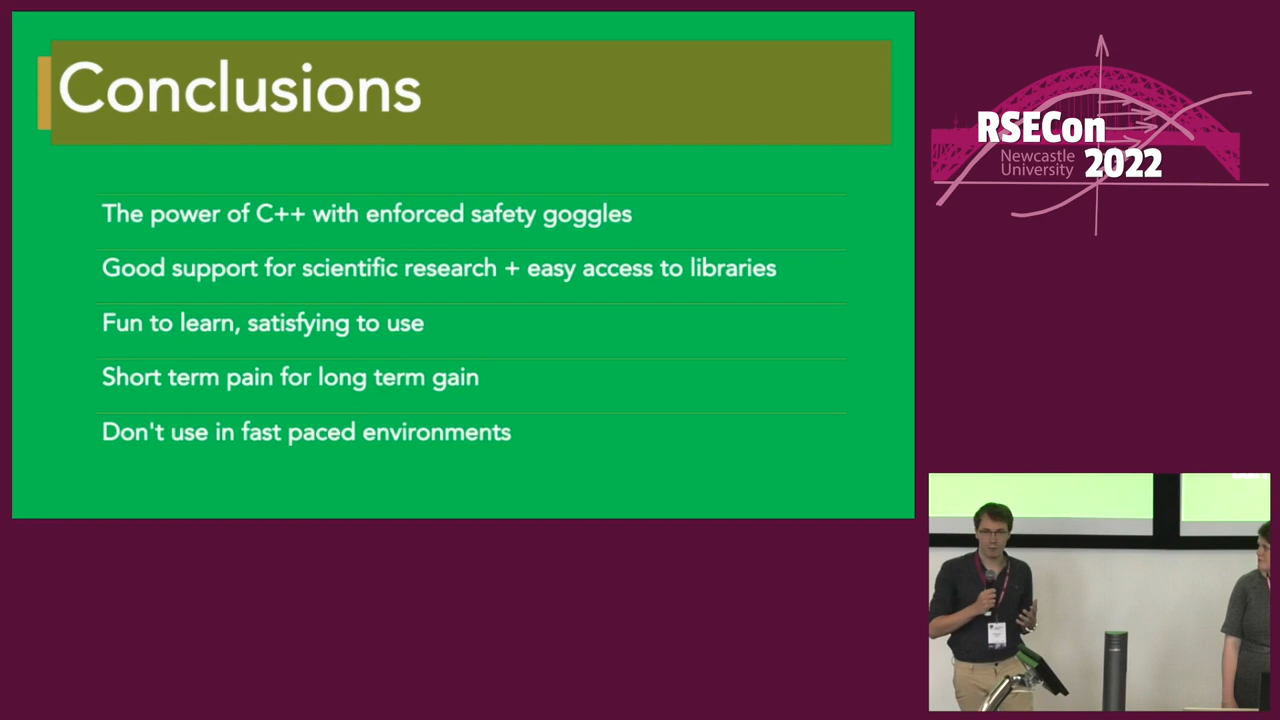 Conclusions
The power of C++ with enforced safety goggles
Good support for scientific research + easy access to libraries
Fun to learn, satisfying to use
Short term pain for long term gain
Don't use in fast paced environments
RSECon
Newcastle
University
2022